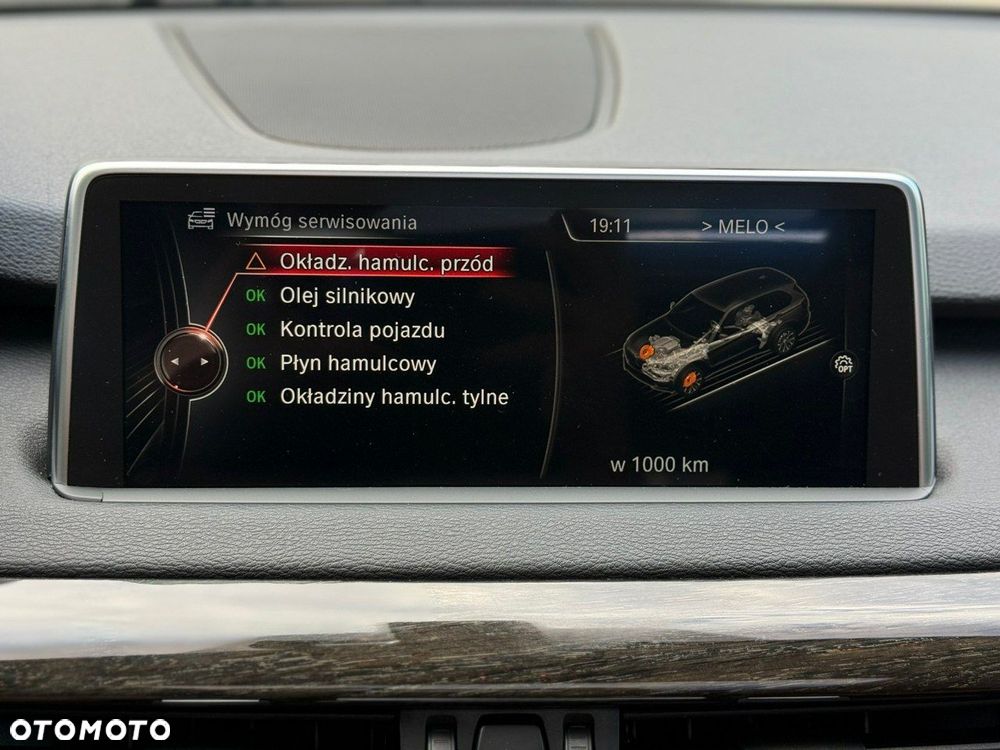 Wymóg serwisowania
19:11
> MELO <
Okładz. hamulc. przód
OK Olej silnikowy
OK Kontrola pojazdu
OK Płyn hamulcowy
OK Okładziny hamulc. tylne
OPT
w 1000 km
OTOMOTO